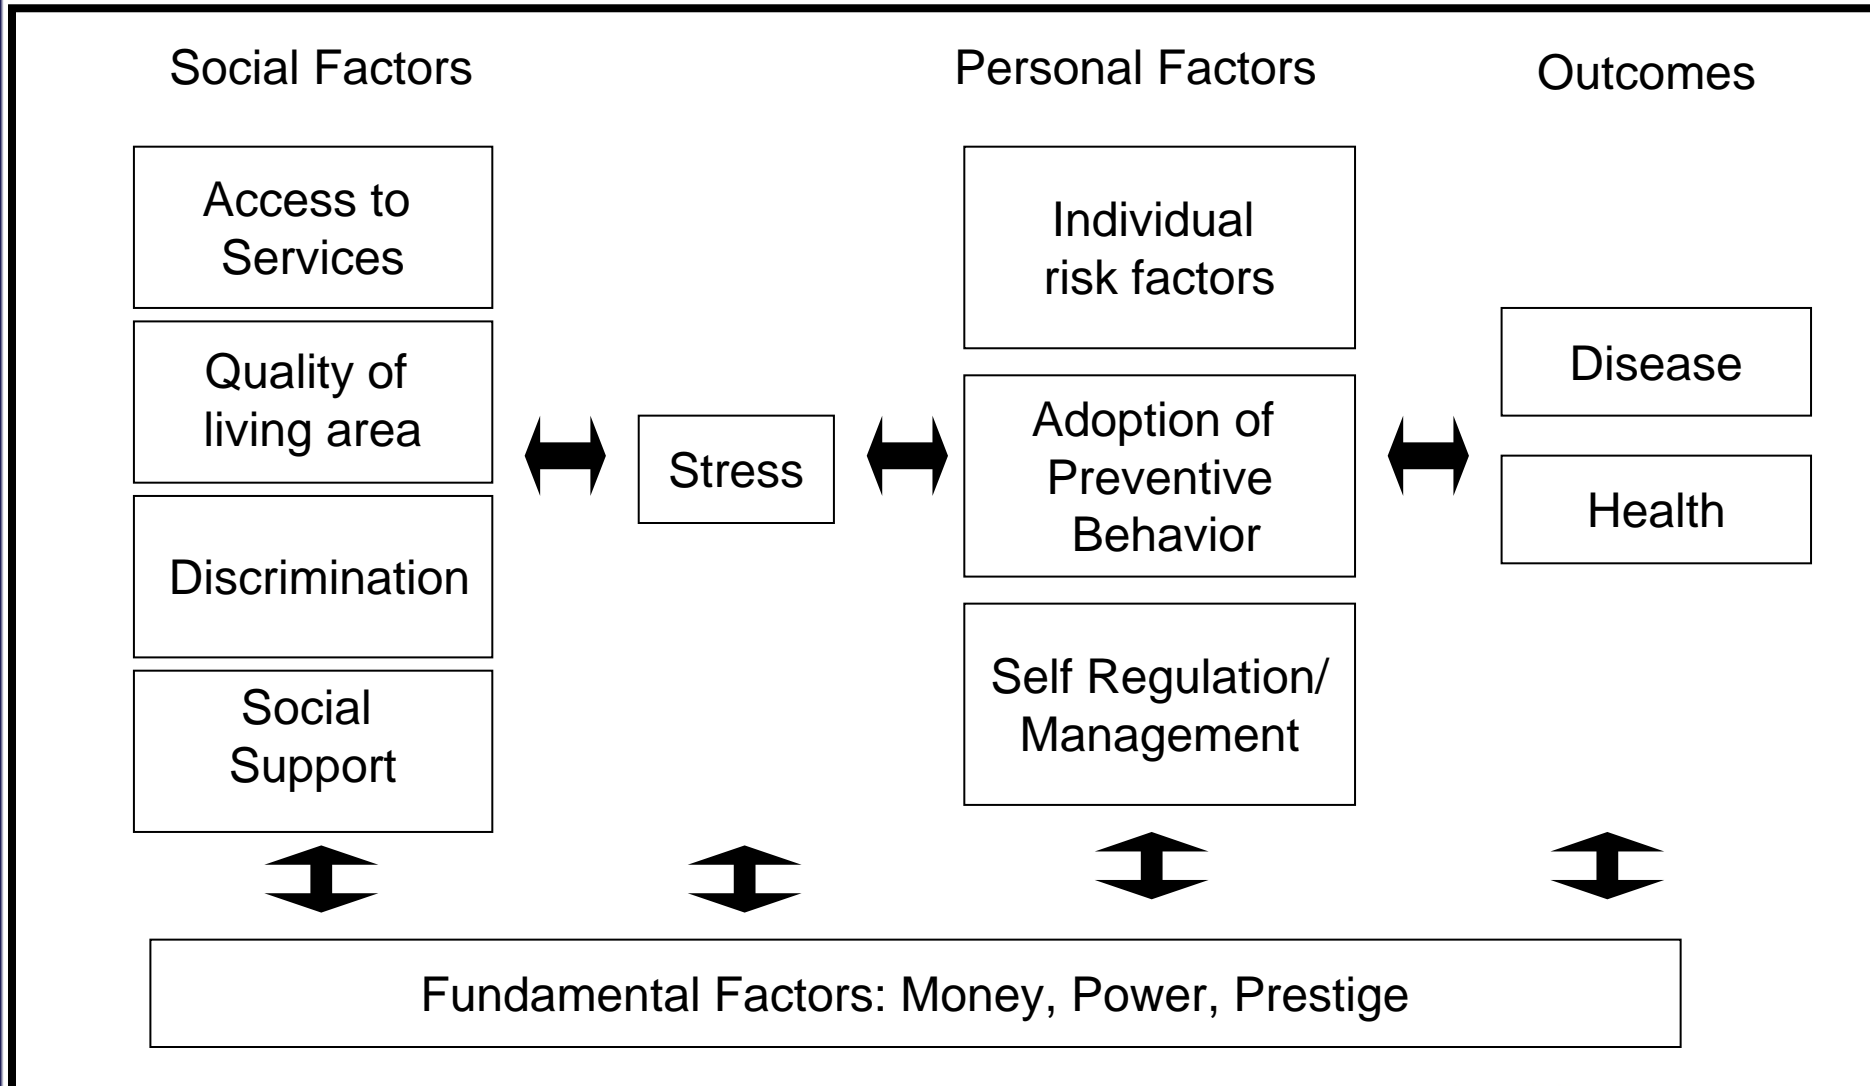 Social Factors
Personal Factors
Outcomes
Access to
Services
Quality of
living area
Discrimination
Social
Support
Stress
Individual
risk factors
Adoption of
Preventive
Behavior
Self Regulation/
Management
Disease
Health
Fundamental Factors: Money, Power, Prestige